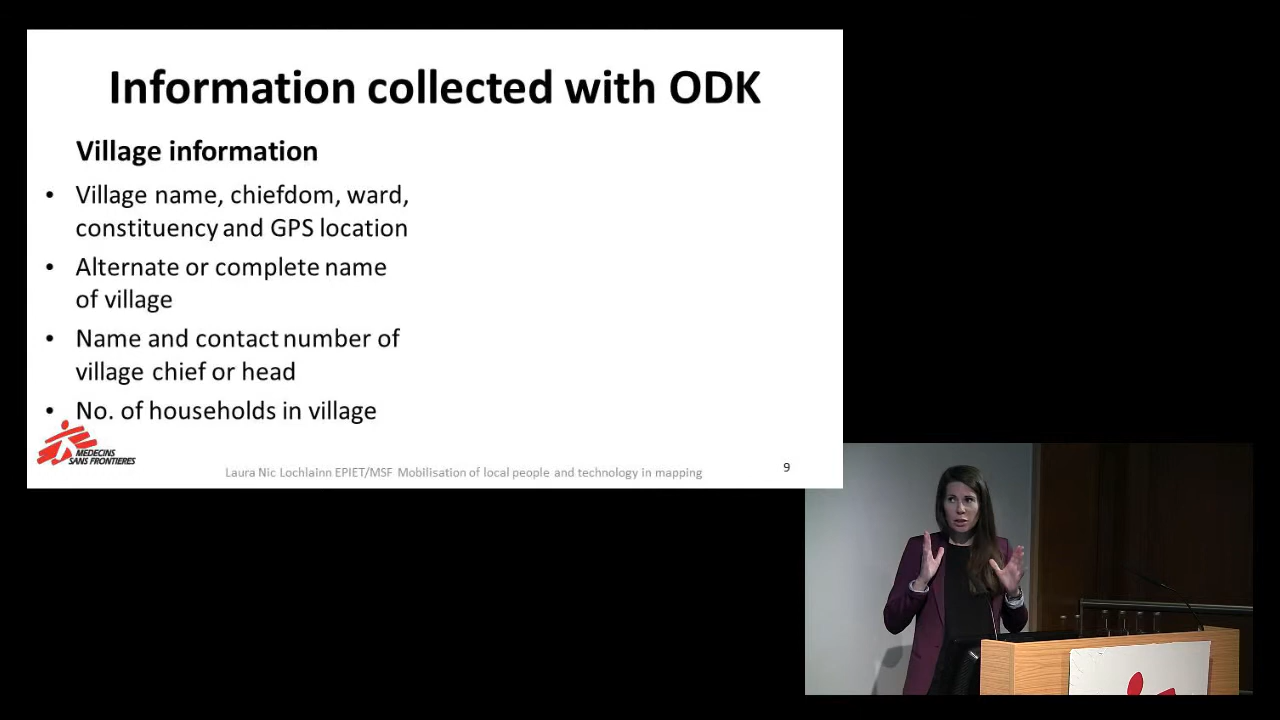 Information collected with ODK
Village information
• Village name, chiefdom, ward,
constituency and GPS location
• Alternate or complete name
of village
• Name and contact number of
village chief or head
• No. of households in village
MEDECINS
SANS FRONTIERES
Laura Nic Lochlainn EPIET/MSF Mobilisation of local people and technology in mapping
9